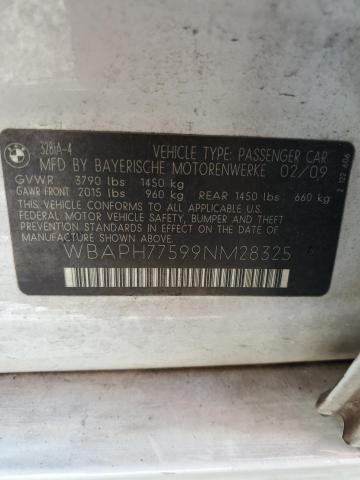 BMW
328iA-4 VEHICLE TYPE: PASSENGER CAR
MFD BY BAYERISCHE MOTORENWERKE 02/09
GVWR 3790 lbs 1450 kg
GAWR FRONT 2015 lbs 960 kg REAR 1450 lbs 660 kg
THIS VEHICLE CONFORMS TO ALL APPLICABLE U.S.
FEDERAL MOTOR VEHICLE SAFETY, BUMPER AND THEFT
PREVENTION STANDARDS IN EFFECT ON THE DATE OF
MANUFACTURE SHOWN ABOVE.
WBAPH77599NM28325